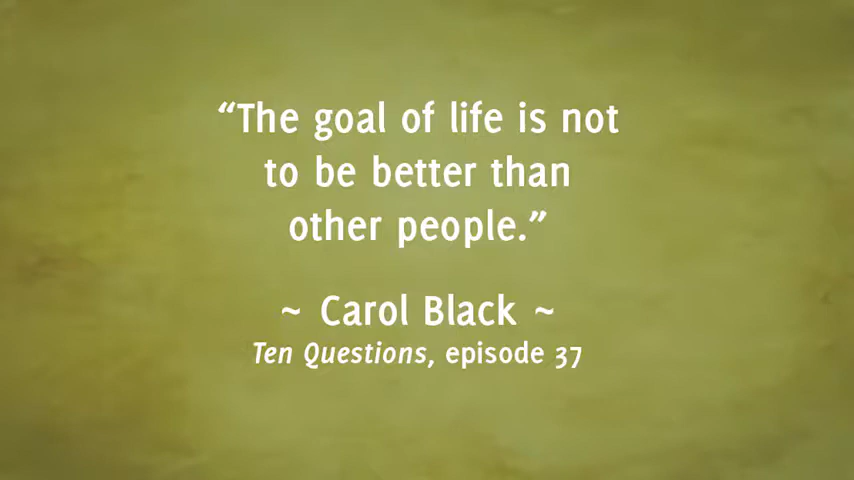 “The goal of life is not
to be better than
other people.”
~ Carol Black ~
Ten Questions, episode 37